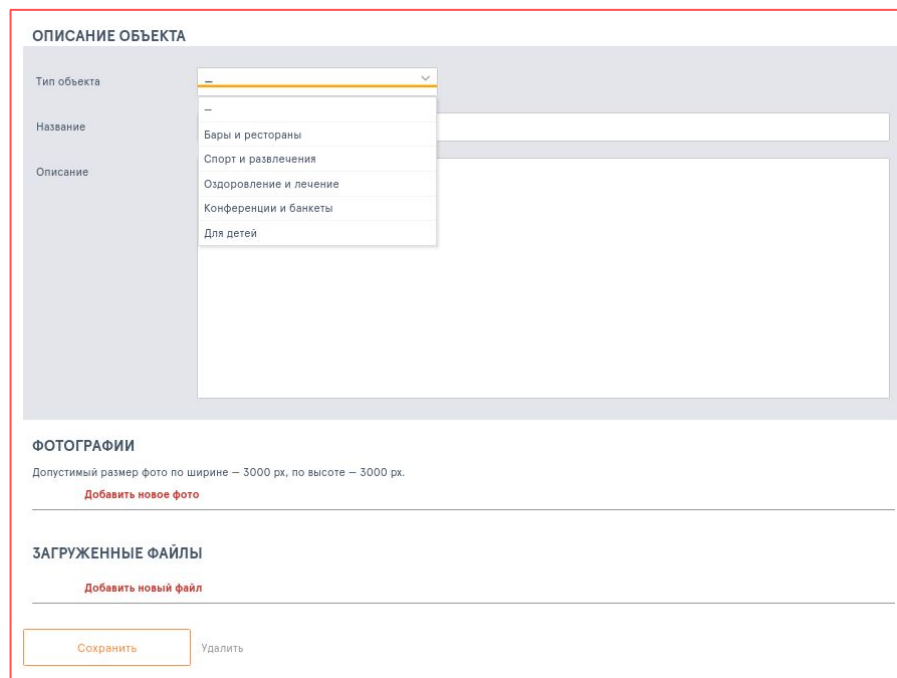 ОПИСАНИЕ ОБЪЕКТА
Тип объекта
–
–
Название
Бары и рестораны
Спорт и развлечения
Описание
Оздоровление и лечение
Конференции и банкеты
Для детей
ФОТОГРАФИИ
Допустимый размер фото по ширине – 3000 px, по высоте – 3000 px.
Добавить новое фото
ЗАГРУЖЕННЫЕ ФАЙЛЫ
Добавить новый файл
Сохранить Удалить